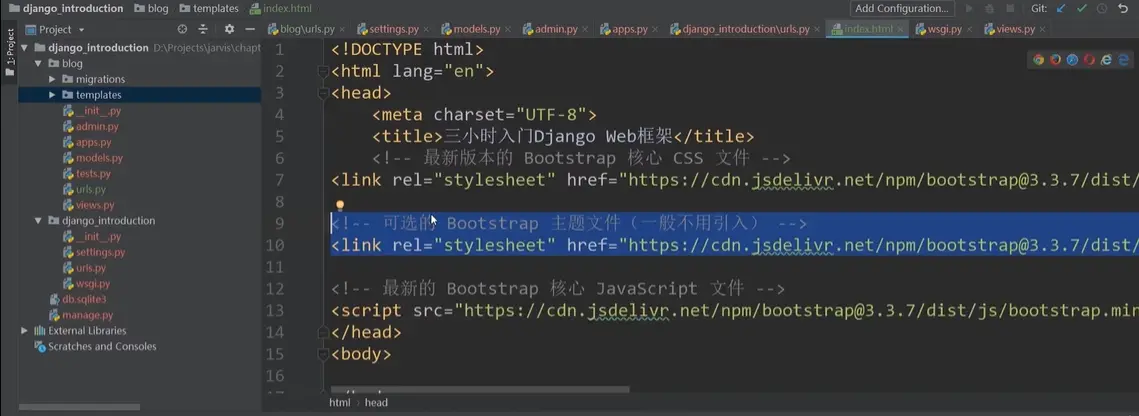 django_introduction blog templates index.html Add Configuration... Git:
Project
blog\urls.py settings.py models.py admin.py apps.py django_introduction\urls.py index.html wsgi.py views.py
1: Project
django_introduction D:\Projects\jarvis\chapt
blog
migrations
templates
__init__.py
admin.py
apps.py
models.py
tests.py
urls.py
views.py
django_introduction
__init__.py
settings.py
urls.py
wsgi.py
db.sqlite3
manage.py
External Libraries
Scratches and Consoles
1 <!DOCTYPE html>
2 <html lang="en">
3 <head>
4 <meta charset="UTF-8">
5 <title>三小时入门Django Web框架</title>
6 <!-- 最新版本的 Bootstrap 核心 CSS 文件 -->
7 <link rel="stylesheet" href="https://cdn.jsdelivr.net/npm/bootstrap@3.3.7/dist/
8
9 <!-- 可选的 Bootstrap 主题文件（一般不用引入） -->
10 <link rel="stylesheet" href="https://cdn.jsdelivr.net/npm/bootstrap@3.3.7/dist/
11
12 <!-- 最新的 Bootstrap 核心 JavaScript 文件 -->
13 <script src="https://cdn.jsdelivr.net/npm/bootstrap@3.3.7/dist/js/bootstrap.min
14 </head>
15 <body>
16
html head